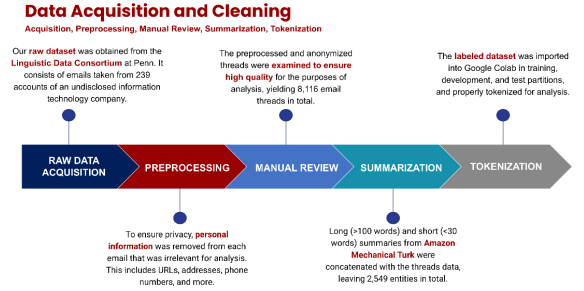 Data Acquisition and Cleaning
Acquisition, Preprocessing, Manual Review, Summarization, Tokenization
Our raw dataset was obtained from the
Linguistic Data Consortium at Penn. It
consists of emails taken from 239
accounts of an undisclosed information
technology company.
The preprocessed and anonymized
threads were examined to ensure
high quality for the purposes of
analysis, yielding 8,116 email
threads in total.
The labeled dataset was imported
into Google Colab in training,
development, and test partitions,
and properly tokenized for analysis.
RAW DATA
ACQUISITION
PREPROCESSING
MANUAL REVIEW
SUMMARIZATION
TOKENIZATION
To ensure privacy, personal
information was removed from each
email that was irrelevant for analysis.
This includes URLs, addresses, phone
numbers, and more.
Long (>100 words) and short (<30
words) summaries from Amazon
Mechanical Turk were
concatenated with the threads data,
leaving 2,549 entities in total.